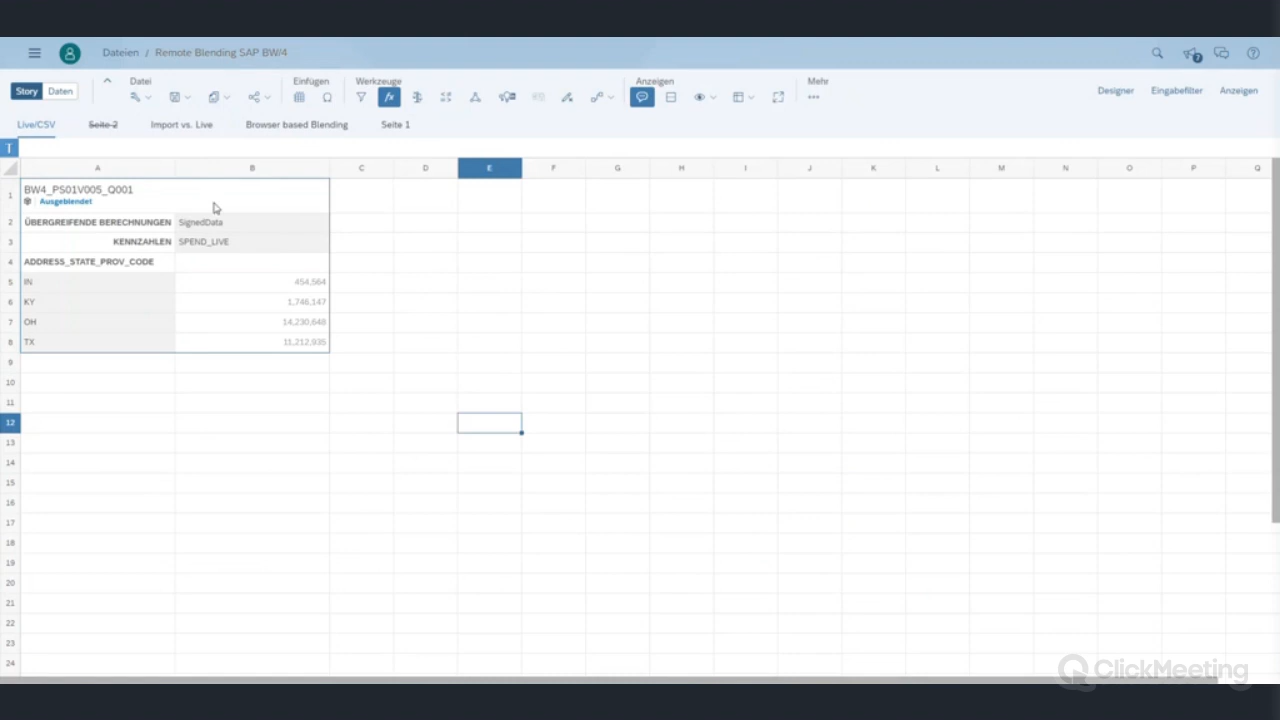 Dateien / Remote Blending SAP BW/4
7
Story Daten
Datei
Einfügen
Werkzeuge
Anzeigen
Mehr
Designer Eingabefilter Anzeigen
Live/CSV Seite 2 Import vs. Live Browser based Blending Seite 1
A B C D E F G H I J K L M N O P Q
1 BW4_PS01V005_Q001
Ausgeblendet
2 ÜBERGREIFENDE BERECHNUNGEN SignedData
3 KENNZAHLEN SPEND_LIVE
4 ADDRESS_STATE_PROV_CODE
5 IN 454,564
6 KY 1,746,147
7 OH 14,230,648
8 TX 11,212,935
9
10
11
12
13
14
15
16
17
18
19
20
21
22
23
24
ClickMeeting